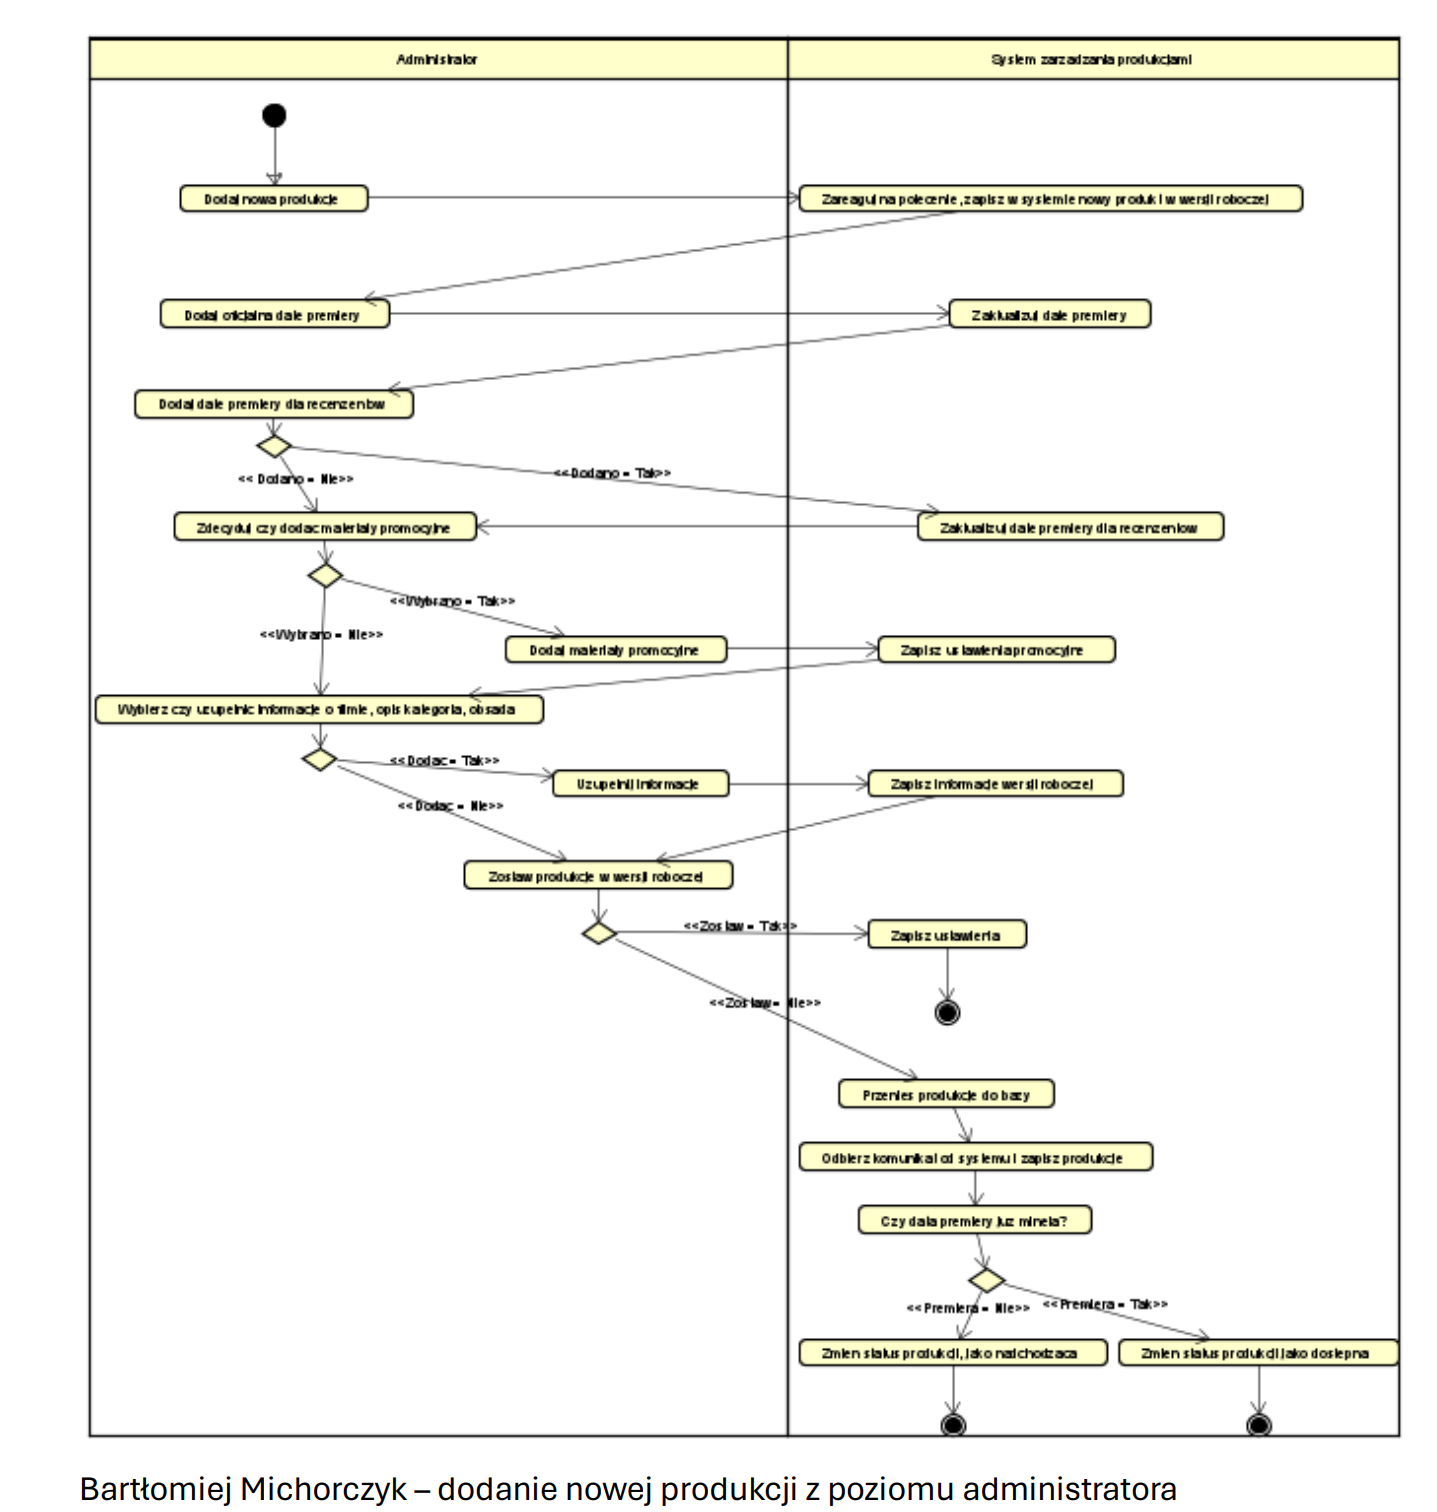 Administrator
System zarzadzania produkcjami
Dodaj nowa produkcje
Zareaguj na polecenie, zapisz w systemie nowy produkt w wersji roboczej
Dodaj oficjalna date premiery
Zaktualizuj date premiery
Dodaj date premiery dla recenzentow
<< Dodano = Nie>>
<<Dodano = Tak>>
Zdecyduj czy dodac materialy promocyjne
Zaktualizuj date premiery dla recenzentow
<<Wybrano = Tak>>
<<Wybrano = Nie>>
Dodaj materialy promocyjne
Zapisz ustawienia promocyjne
Wybierz czy uzupelnic informacje o filmie, opis kategoria, obsada
<<Dodac = Tak>>
Uzupelnij informacje
Zapisz informacje wersji roboczej
<<Dodac = Nie>>
Zostaw produkcje w wersji roboczej
<<Zostaw = Tak>>
Zapisz ustawienia
<<Zostaw = Nie>>
Przenies produkcje do bazy
Odbierz komunikat od systemu i zapisz produkcje
Czy data premiery juz minela?
<<Premiera = Nie>>
<<Premiera = Tak>>
Zmien status produkcji, jako nadchodzaca
Zmien status produkcji jako dostepna
Bartłomiej Michorczyk – dodanie nowej produkcji z poziomu administratora